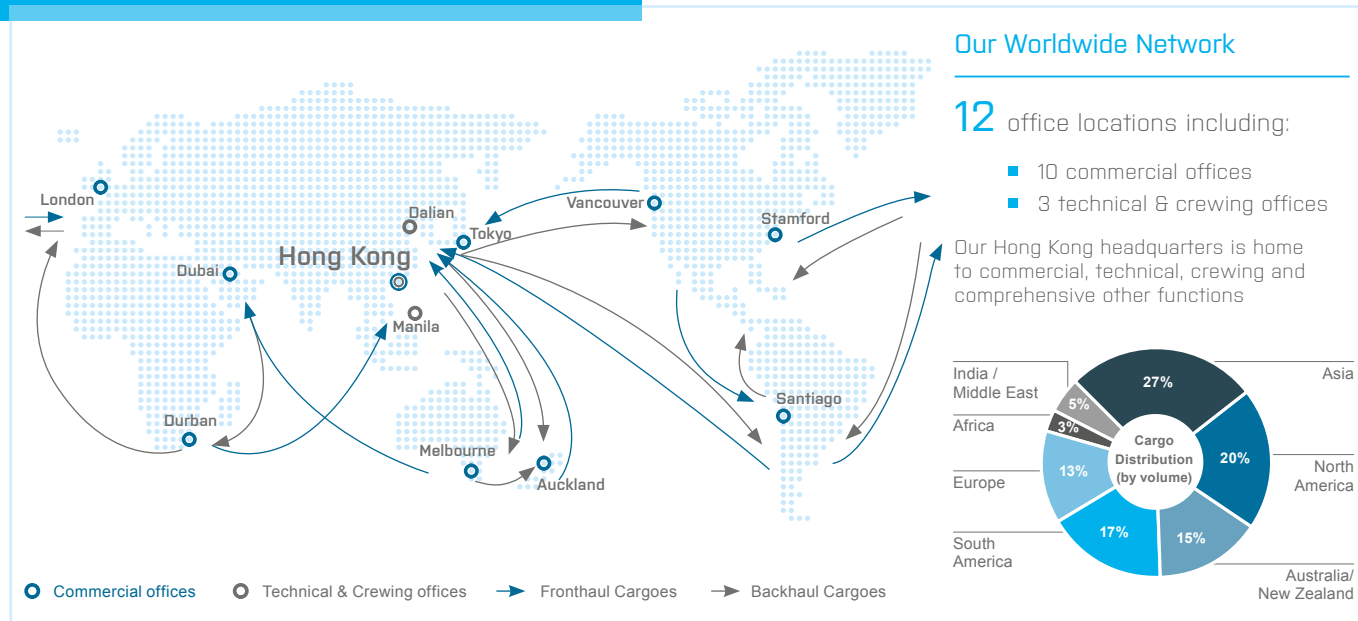 Our Worldwide Network
12 office locations including:
10 commercial offices
3 technical & crewing offices
Our Hong Kong headquarters is home
to commercial, technical, crewing and
comprehensive other functions
London
Dubai
Durban
Hong Kong
Dalian
Tokyo
Manila
Melbourne
Auckland
Vancouver
Stamford
Santiago
India /
Middle East
Africa
Europe
South
America
Asia
North
America
Australia/
New Zealand
27%
20%
15%
17%
13%
3%
5%
Cargo
Distribution
(by volume)
Commercial offices
Technical & Crewing offices
Fronthaul Cargoes
Backhaul Cargoes